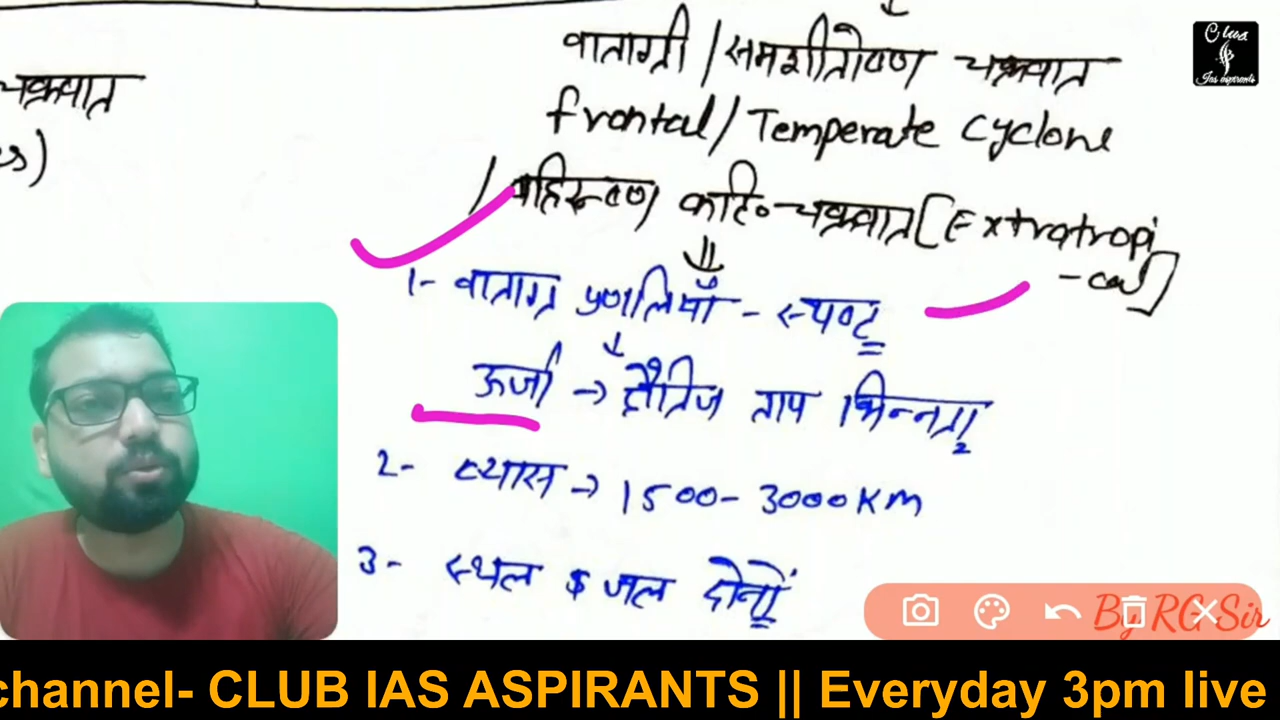 वाताग्री / समशीतोष्ण चक्रवात
चक्रवात
frontal / Temperate Cyclone
es)
/ बहिरूष्ण कटि० चक्रवात [Extratropi
-cal]
1- वाताग्र प्रणलियाँ - स्पष्ट
ऊर्जा → क्षैतिज ताप भिन्नता
2- व्यास → 1500- 3000 KM
3- स्थल $ जल दोनों
Club
Ias aspirants
By RG Sir
channel- CLUB IAS ASPIRANTS || Everyday 3pm live